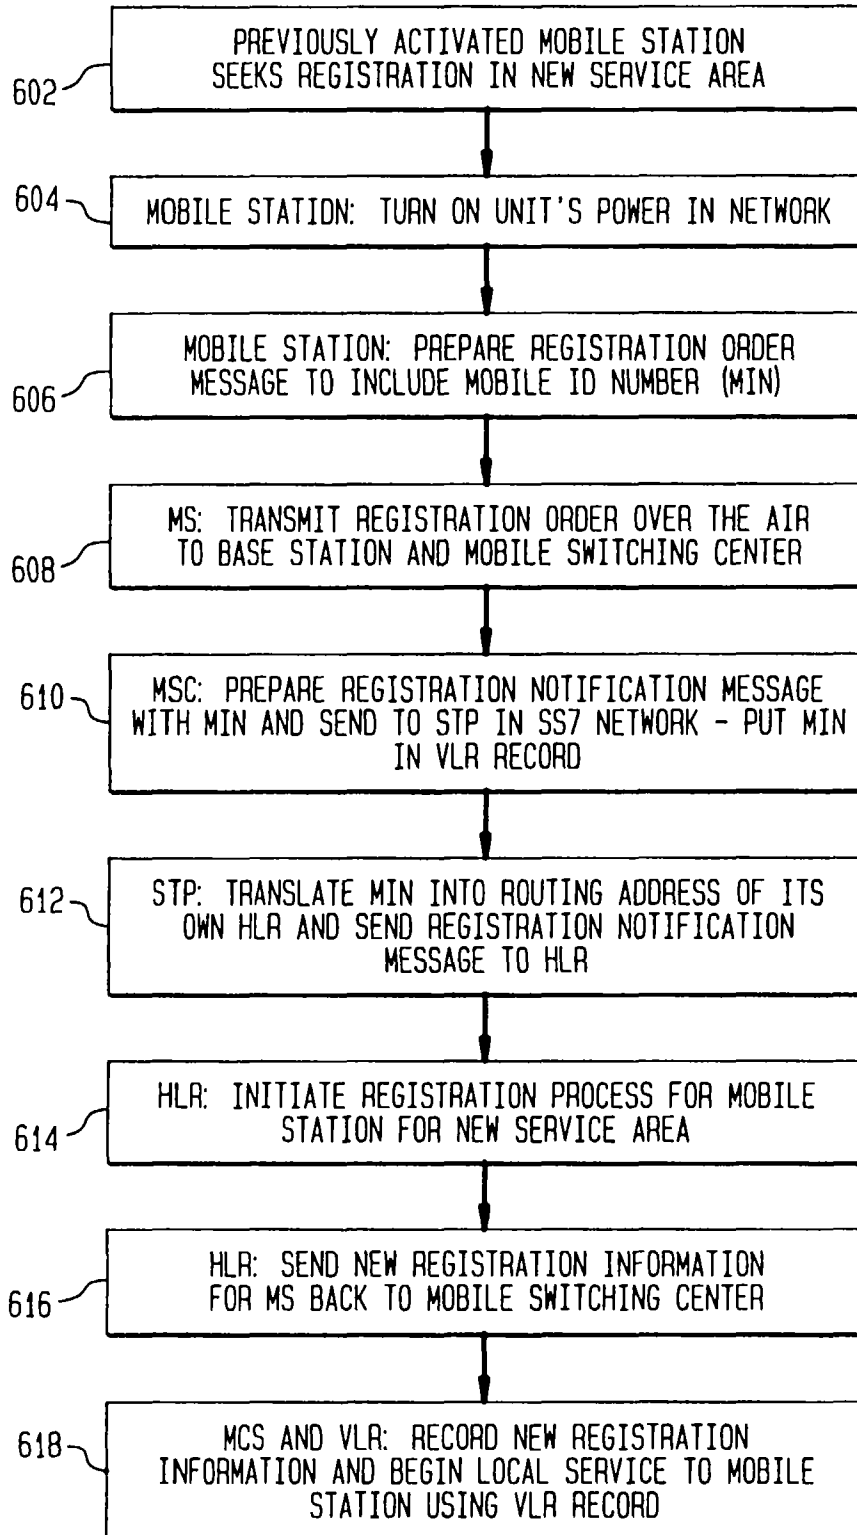 PREVIOUSLY ACTIVATED MOBILE STATION
SEEKS REGISTRATION IN NEW SERVICE AREA
602
604
MOBILE STATION: TURN ON UNIT'S POWER IN NETWORK
MOBILE STATION: PREPARE REGISTRATION ORDER
MESSAGE TO INCLUDE MOBILE ID NUMBER (MIN)
606
MS: TRANSMIT REGISTRATION ORDER OVER THE AIR
TO BASE STATION AND MOBILE SWITCHING CENTER
608
610
MSC: PREPARE REGISTRATION NOTIFICATION MESSAGE
WITH MIN AND SEND TO STP IN SS7 NETWORK - PUT MIN
IN VLR RECORD
612
STP: TRANSLATE MIN INTO ROUTING ADDRESS OF ITS
OWN HLR AND SEND REGISTRATION NOTIFICATION
MESSAGE TO HLR
HLR: INITIATE REGISTRATION PROCESS FOR MOBILE
STATION FOR NEW SERVICE AREA
614
HLR: SEND NEW REGISTRATION INFORMATION
FOR MS BACK TO MOBILE SWITCHING CENTER
616
618
MCS AND VLR: RECORD NEW REGISTRATION
INFORMATION AND BEGIN LOCAL SERVICE TO MOBILE
STATION USING VLR RECORD